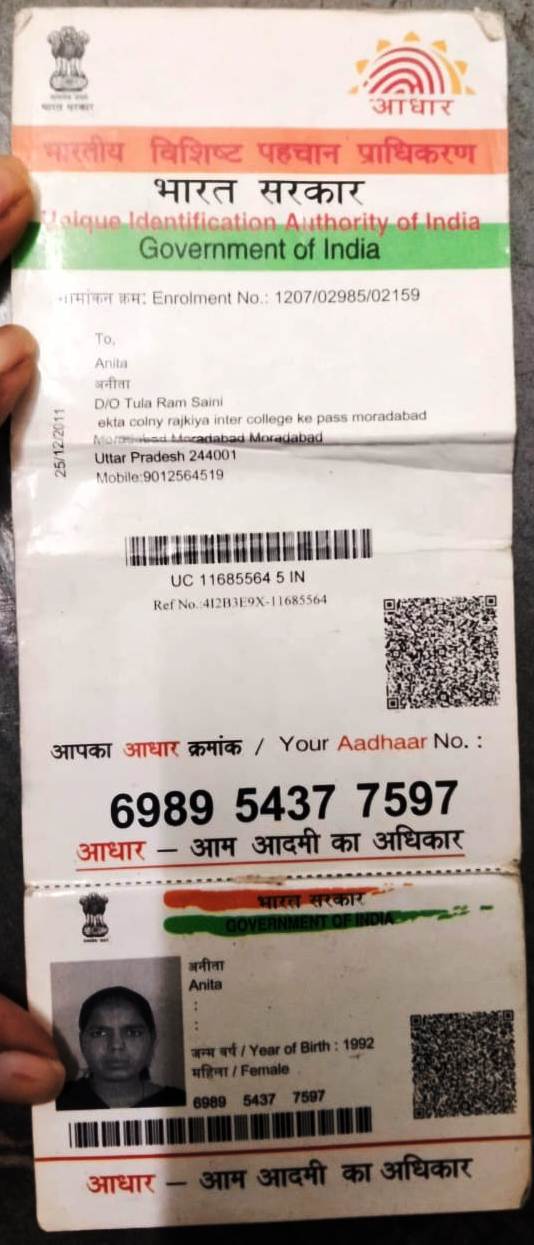 भारत सरकार
आधार
भारतीय विशिष्ट पहचान प्राधिकरण
भारत सरकार
Unique Identification Authority of India
Government of India
नामांकन क्रम: Enrolment No.: 1207/02985/02159
To,
Anita
अनीता
D/O Tula Ram Saini
ekta colny rajkiya inter college ke pass moradabad
Moradabad Moradabad Moradabad
Uttar Pradesh 244001
Mobile:9012564519
25/12/2011
UC 11685564 5 IN
Ref No.:4I2B3E9X-11685564
आपका आधार क्रमांक / Your Aadhaar No. :
6989 5437 7597
आधार – आम आदमी का अधिकार
भारत सरकार
GOVERNMENT OF INDIA
अनीता
Anita
:
:
जन्म वर्ष / Year of Birth : 1992
महिला / Female
6989 5437 7597
आधार – आम आदमी का अधिकार